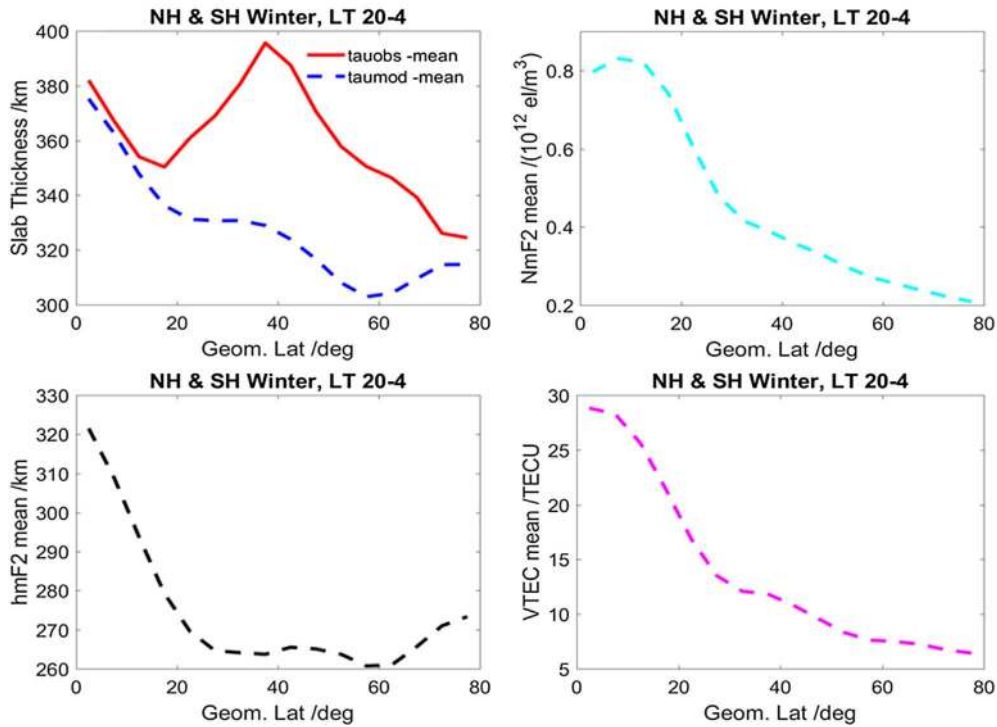 NH & SH Winter, LT 20-4
Slab Thickness /km
400
380
360
340
320
300
tauobs -mean
taumod -mean
0 20 40 60 80
Geom. Lat /deg
NH & SH Winter, LT 20-4
NmF2 mean /(10^12 el/m^3)
0.8
0.6
0.4
0.2
0 20 40 60 80
Geom. Lat /deg
NH & SH Winter, LT 20-4
hmF2 mean /km
330
320
310
300
290
280
270
260
0 20 40 60 80
Geom. Lat /deg
NH & SH Winter, LT 20-4
VTEC mean /TECU
30
25
20
15
10
5
0 20 40 60 80
Geom. Lat /deg